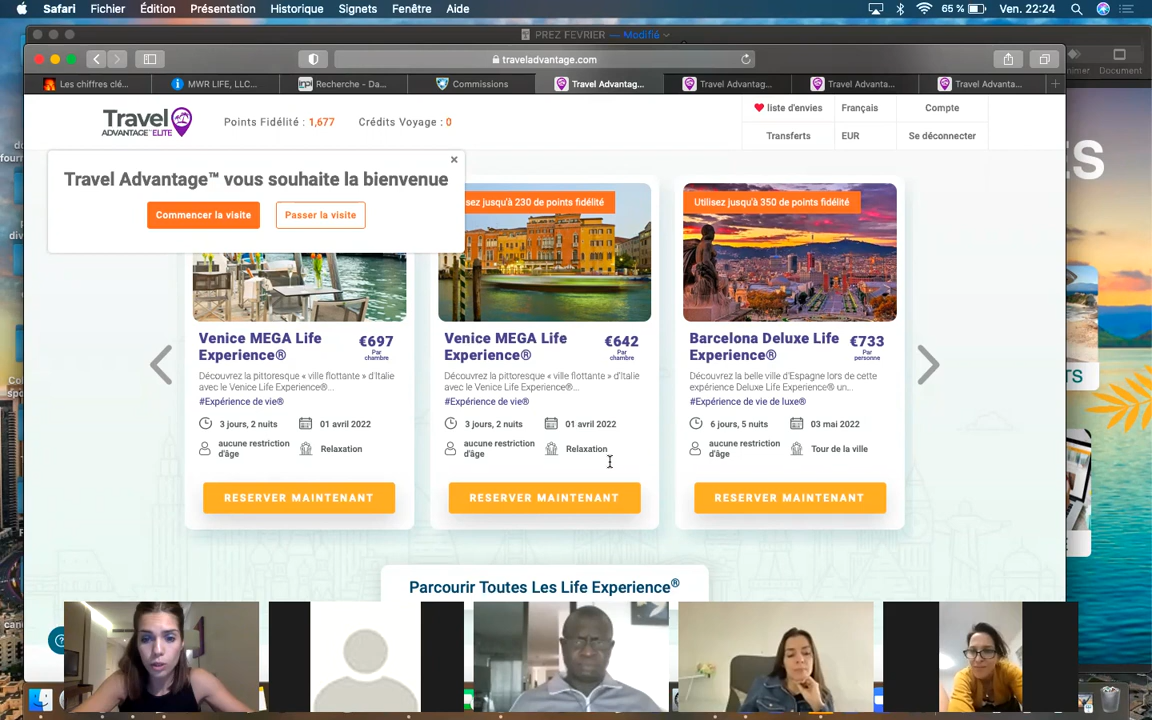 Safari Fichier Édition Présentation Historique Signets Fenêtre Aide
65 % Ven. 22:24
PREZ FEVRIER — Modifié
traveladvantage.com
Document
Les chiffres clé...
MWR LIFE, LLC...
Recherche - Da...
Commissions
Travel Advantag...
Travel Advantag...
Travel Advanta...
Travel Advanta...
Travel
ADVANTAGE™ ELITE
Points Fidélité : 1,677
Crédits Voyage : 0
liste d'envies
Français
Compte
Transferts
EUR
Se déconnecter
×
Travel Advantage™ vous souhaite la bienvenue
Commencer la visite
Passer la visite
sez jusqu'à 230 de points fidélité
Utilisez jusqu'à 350 de points fidélité
Venice MEGA Life
Experience®
€697
Par
chambre
Découvrez la pittoresque « ville flottante » d'Italie
avec le Venice Life Experience®...
#Expérience de vie®
3 jours, 2 nuits
01 avril 2022
aucune restriction
d'âge
Relaxation
RESERVER MAINTENANT
Venice MEGA Life
Experience®
€642
Par
chambre
Découvrez la pittoresque « ville flottante » d'Italie
avec le Venice Life Experience®...
#Expérience de vie®
3 jours, 2 nuits
01 avril 2022
aucune restriction
d'âge
Relaxation
RESERVER MAINTENANT
Barcelona Deluxe Life
Experience®
€733
Par
personne
Découvrez la belle ville d'Espagne lors de cette
expérience Deluxe Life Experience® un...
#Expérience de vie de luxe®
6 jours, 5 nuits
03 mai 2022
aucune restriction
d'âge
Tour de la ville
RESERVER MAINTENANT
Parcourir Toutes Les Life Experience®
ES
TS